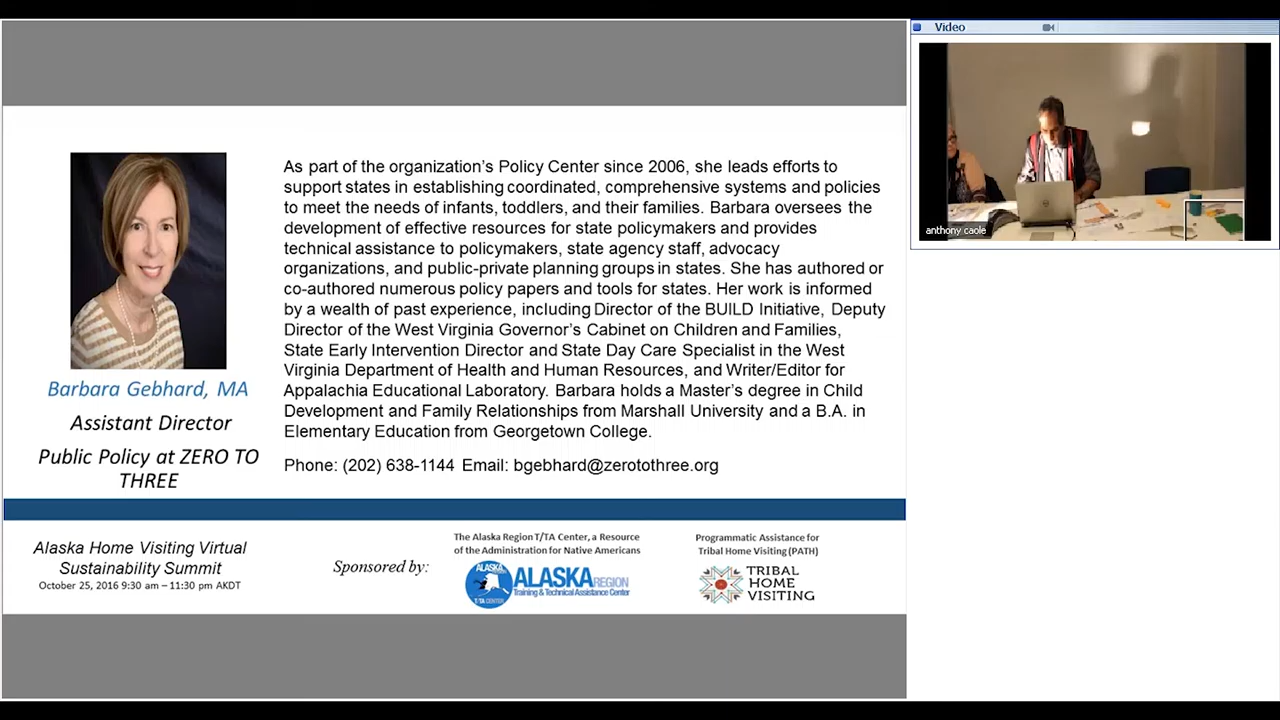 Video
As part of the organization's Policy Center since 2006, she leads efforts to
support states in establishing coordinated, comprehensive systems and policies
to meet the needs of infants, toddlers, and their families. Barbara oversees the
development of effective resources for state policymakers and provides
technical assistance to policymakers, state agency staff, advocacy
organizations, and public-private planning groups in states. She has authored or
co-authored numerous policy papers and tools for states. Her work is informed
by a wealth of past experience, including Director of the BUILD Initiative, Deputy
Director of the West Virginia Governor's Cabinet on Children and Families,
State Early Intervention Director and State Day Care Specialist in the West
Virginia Department of Health and Human Resources, and Writer/Editor for
Appalachia Educational Laboratory. Barbara holds a Master's degree in Child
Development and Family Relationships from Marshall University and a B.A. in
Elementary Education from Georgetown College.
Phone: (202) 638-1144 Email: bgebhard@zerotothree.org
Barbara Gebhard, MA
Assistant Director
Public Policy at ZERO TO
THREE
anthony caole
Alaska Home Visiting Virtual
Sustainability Summit
October 25, 2016 9:30 am – 11:30 pm AKDT
Sponsored by:
The Alaska Region T/TA Center, a Resource
of the Administration for Native Americans
ALASKA
T/TA CENTER
ALASKA REGION
Training & Technical Assistance Center
Programmatic Assistance for
Tribal Home Visiting (PATH)
TRIBAL
HOME
VISITING